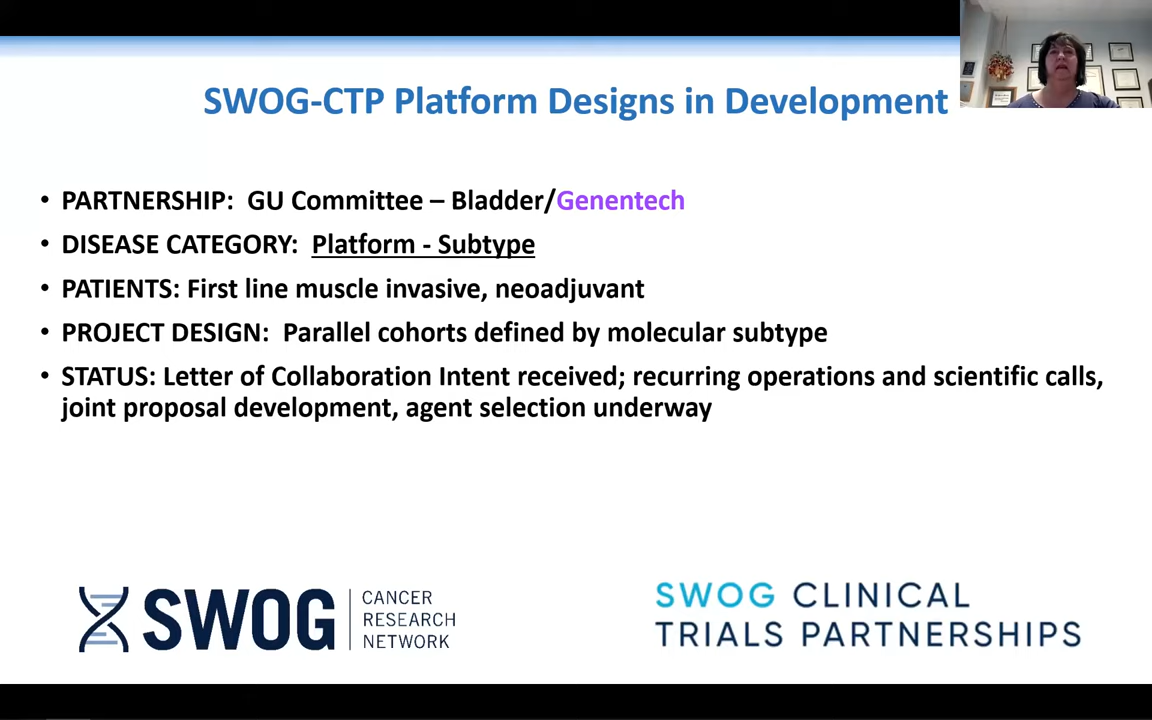 SWOG-CTP Platform Designs in Development
• PARTNERSHIP: GU Committee – Bladder/Genentech
• DISEASE CATEGORY: Platform - Subtype
• PATIENTS: First line muscle invasive, neoadjuvant
• PROJECT DESIGN: Parallel cohorts defined by molecular subtype
• STATUS: Letter of Collaboration Intent received; recurring operations and scientific calls,
joint proposal development, agent selection underway
SWOG
CANCER
RESEARCH
NETWORK
SWOG CLINICAL
TRIALS PARTNERSHIPS